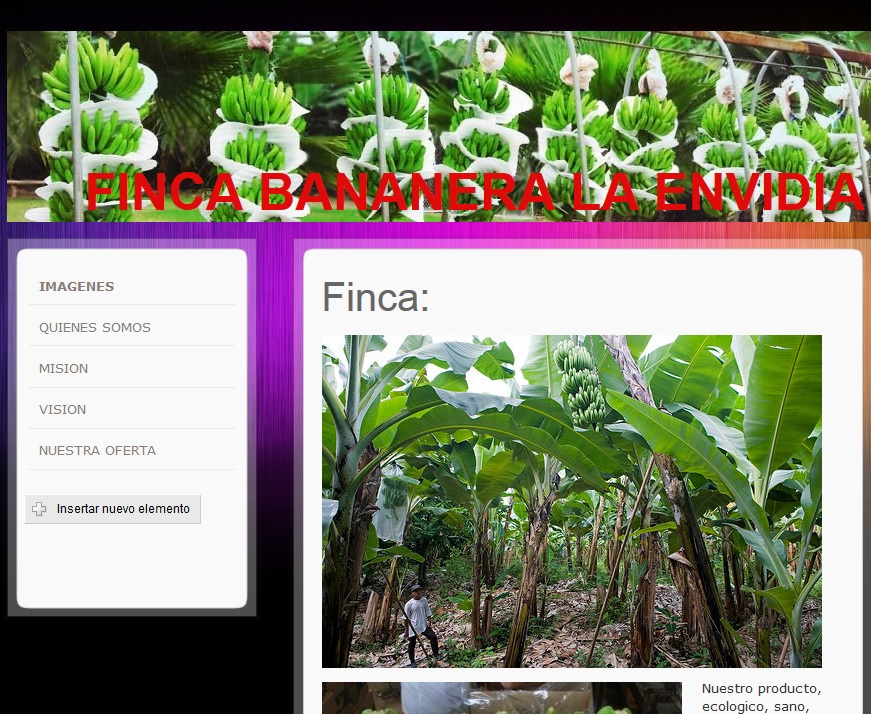 FINCA BANANERA LA ENVIDIA
IMAGENES
QUIENES SOMOS
MISION
VISION
NUESTRA OFERTA
Insertar nuevo elemento
Finca:
Nuestro producto,
ecologico, sano,